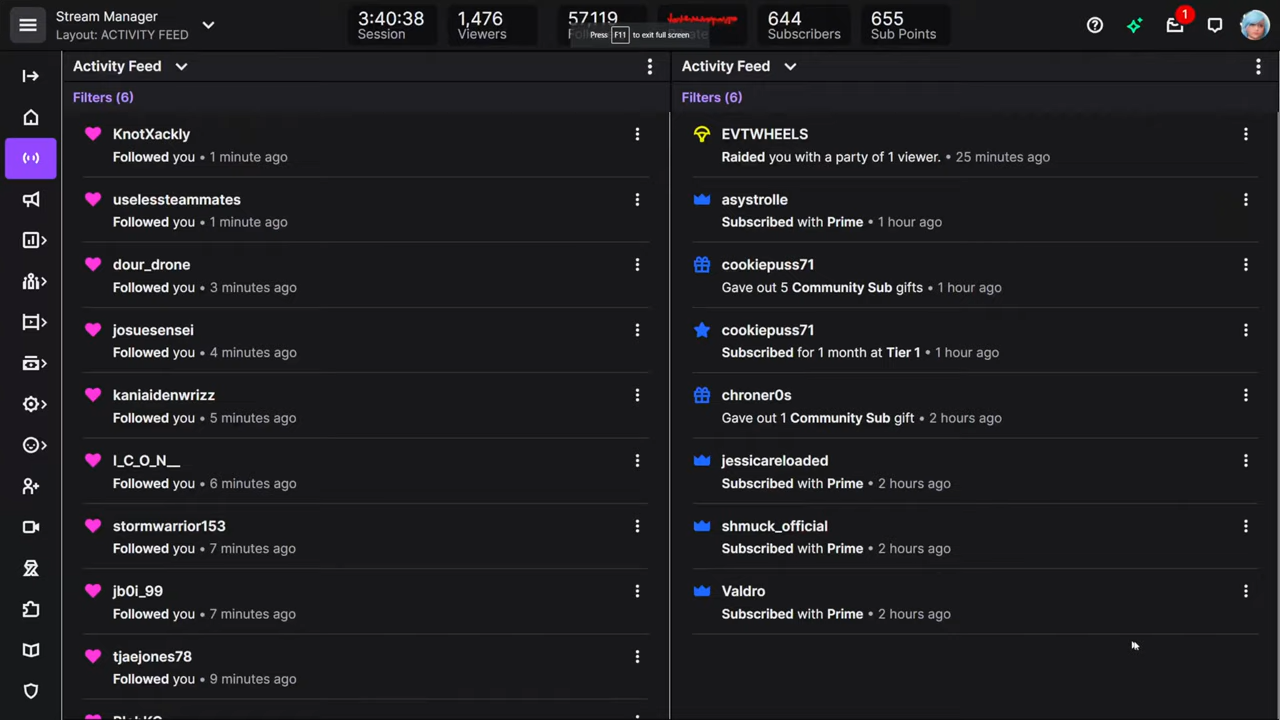 Stream Manager
Layout: ACTIVITY FEED
3:40:38
Session
1,476
Viewers
57,119
644
Subscribers
655
Sub Points
1
Press F11 to exit full screen
Activity Feed
Filters (6)
KnotXackly
Followed you • 1 minute ago
uselessteammates
Followed you • 1 minute ago
dour_drone
Followed you • 3 minutes ago
josuesensei
Followed you • 4 minutes ago
kaniaidenwrizz
Followed you • 5 minutes ago
I_C_O_N__
Followed you • 6 minutes ago
stormwarrior153
Followed you • 7 minutes ago
jb0i_99
Followed you • 7 minutes ago
tjaejones78
Followed you • 9 minutes ago
Activity Feed
Filters (6)
EVTWHEELS
Raided you with a party of 1 viewer. • 25 minutes ago
asystrolle
Subscribed with Prime • 1 hour ago
cookiepuss71
Gave out 5 Community Sub gifts • 1 hour ago
cookiepuss71
Subscribed for 1 month at Tier 1 • 1 hour ago
chroner0s
Gave out 1 Community Sub gift • 2 hours ago
jessicareloaded
Subscribed with Prime • 2 hours ago
shmuck_official
Subscribed with Prime • 2 hours ago
Valdro
Subscribed with Prime • 2 hours ago